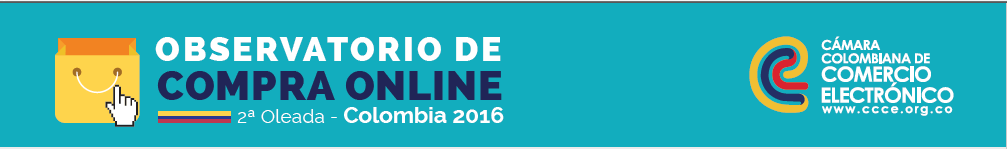 OBSERVATORIO DE
COMPRA ONLINE
2ª Oleada - Colombia 2016
CÁMARA
COLOMBIANA DE
COMERCIO
ELECTRÓNICO
www.ccce.org.co